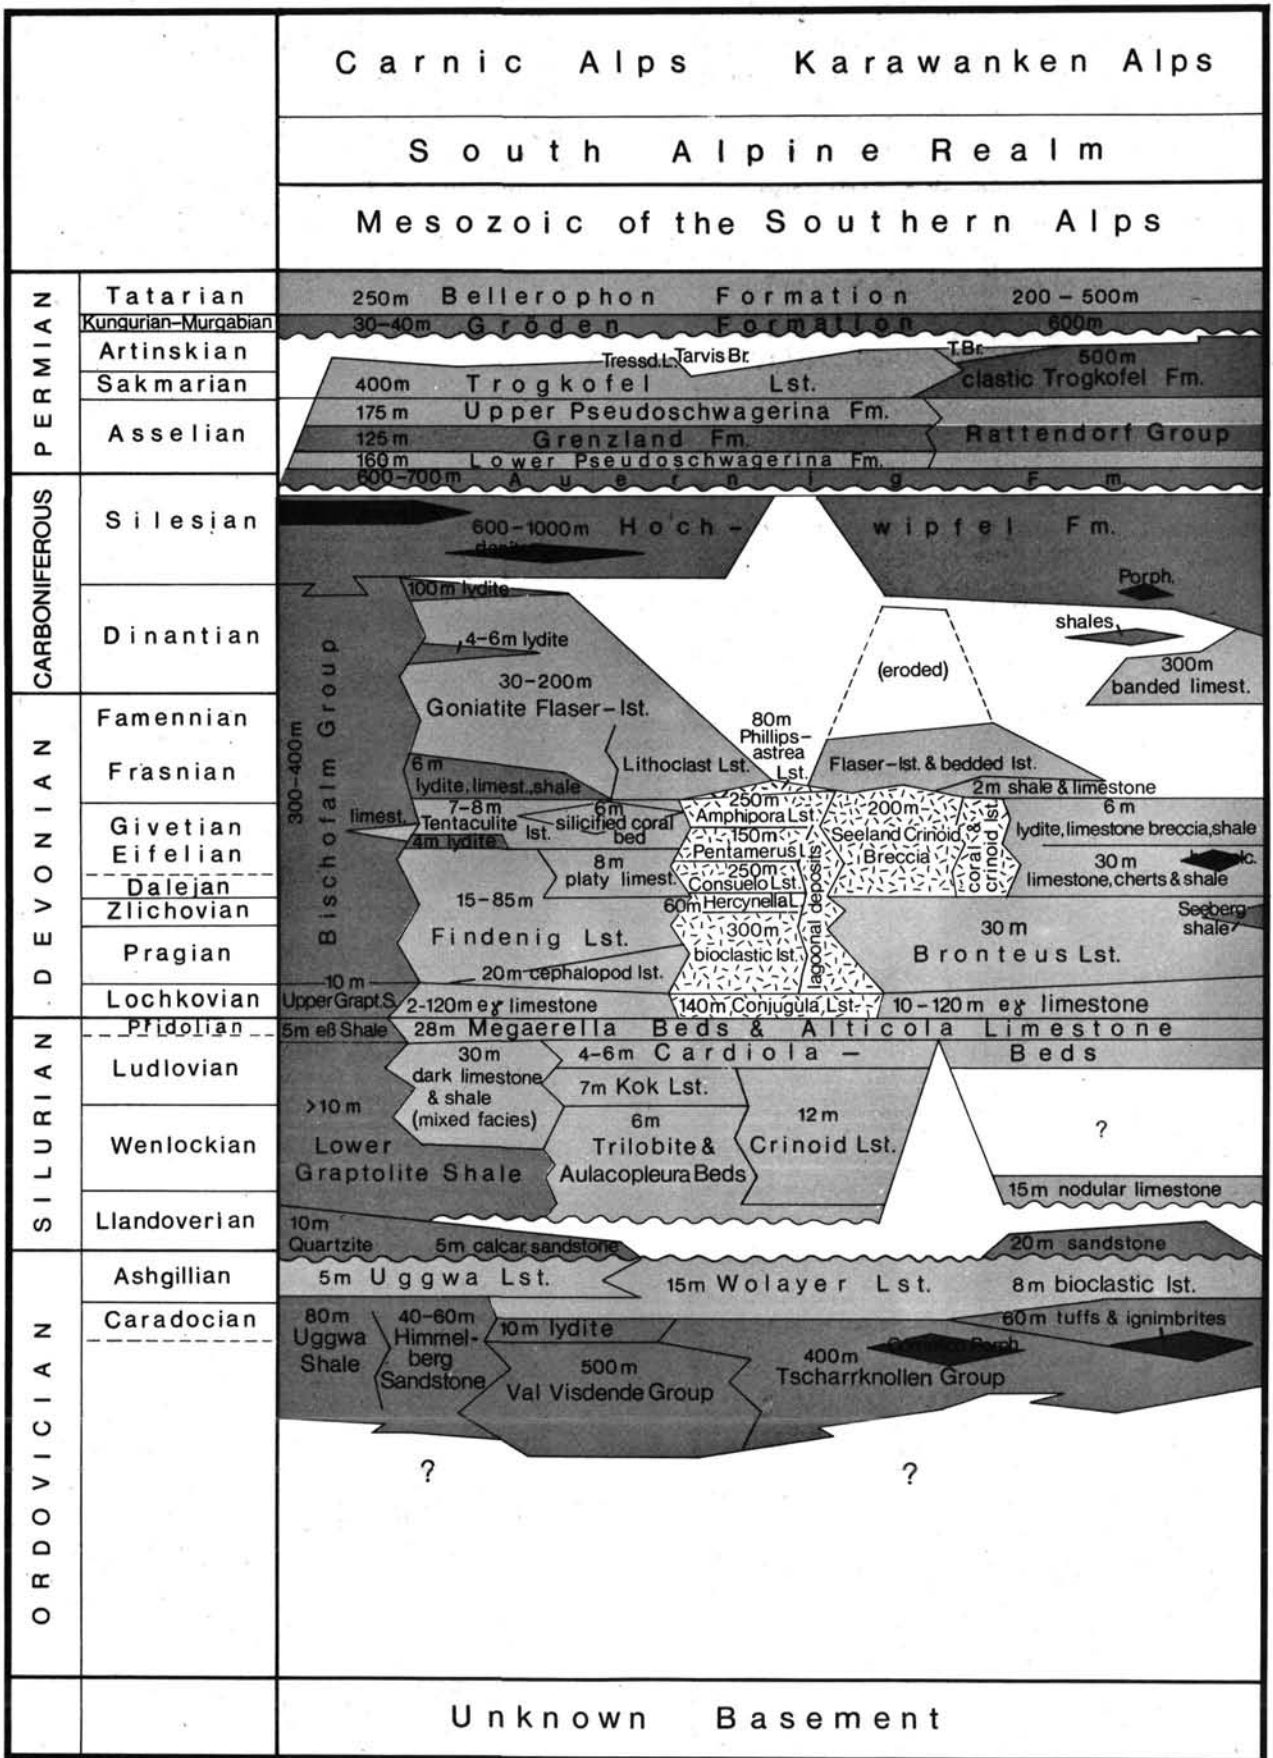 Carnic Alps Karawanken Alps
South Alpine Realm
Mesozoic of the Southern Alps
PERMIAN
Tatarian
250m Bellerophon Formation 200 – 500m
Kungurian–Murgabian
30–40m Gröden Formation 600m
Artinskian
Tressd.L. Tarvis Br. T.Br.
500m
Sakmarian
400m Trogkofel Lst. clastic Trogkofel Fm.
Asselian
175 m Upper Pseudoschwagerina Fm.
125m Grenzland Fm. Rattendorf Group
160m Lower Pseudoschwagerina Fm.
600–700m Auernig Fm.
CARBONIFEROUS
Silesian
600–1000m Hoch – wipfel Fm.
Porph.
100m lydite
Dinantian
shales
4–6m lydite
(eroded)
300m
banded limest.
30–200m
Goniatite Flaser–lst.
DEVONIAN
Famennian
80m
Phillips–
astrea
Lst.
Frasnian
Lithoclast Lst.
Flaser–lst. & bedded lst.
6 m
lydite, limest., shale
2m shale & limestone
300–400m
Bischofalm Group
Givetian
limest.
7–8m
Tentaculite
lst.
6m
silicified coral
bed
250m
Amphipora Lst.
200m
Seeland Crinoid
Breccia
coral &
crinoid lst.
6 m
lydite, limestone breccia, shale
Eifelian
4m lydite
150m
Pentamerus L.
8 m
platy limest.
30 m
limestone, cherts & shale
Dalejan
250m
Consuelo Lst.
lagoonal deposits
Zlichovian
15–85m
60m Hercynella L.
Seeberg
shale
Pragian
Findenig Lst.
300m
bioclastic lst.
30 m
Bronteus Lst.
20m cephalopod lst.
Lochkovian
10 m
Upper Grapt.S.
2-120m eɣ limestone
140m Conjugula Lst.
10 – 120 m eɣ limestone
SILURIAN
Pridolian
5m eß Shale
28m Megaerella Beds & Alticola Limestone
Ludlovian
30m
dark limestone
& shale
(mixed facies)
4–6m Cardiola – Beds
7m Kok Lst.
>10 m
Lower
Graptolite Shale
Wenlockian
6m
Trilobite &
Aulacopleura Beds
12 m
Crinoid Lst.
?
15m nodular limestone
Llandoverian
10m
Quartzite
5m calcar. sandstone
20m sandstone
ORDOVICIAN
Ashgillian
5m Uggwa Lst.
15m Wolayer Lst.
8m bioclastic lst.
Caradocian
80m
Uggwa
Shale
40–60m
Himmel–
berg
Sandstone
10m lydite
60m tuffs & ignimbrites
500m
Val Visdende Group
400m
Tscharrknollen Group
? ?
Unknown Basement